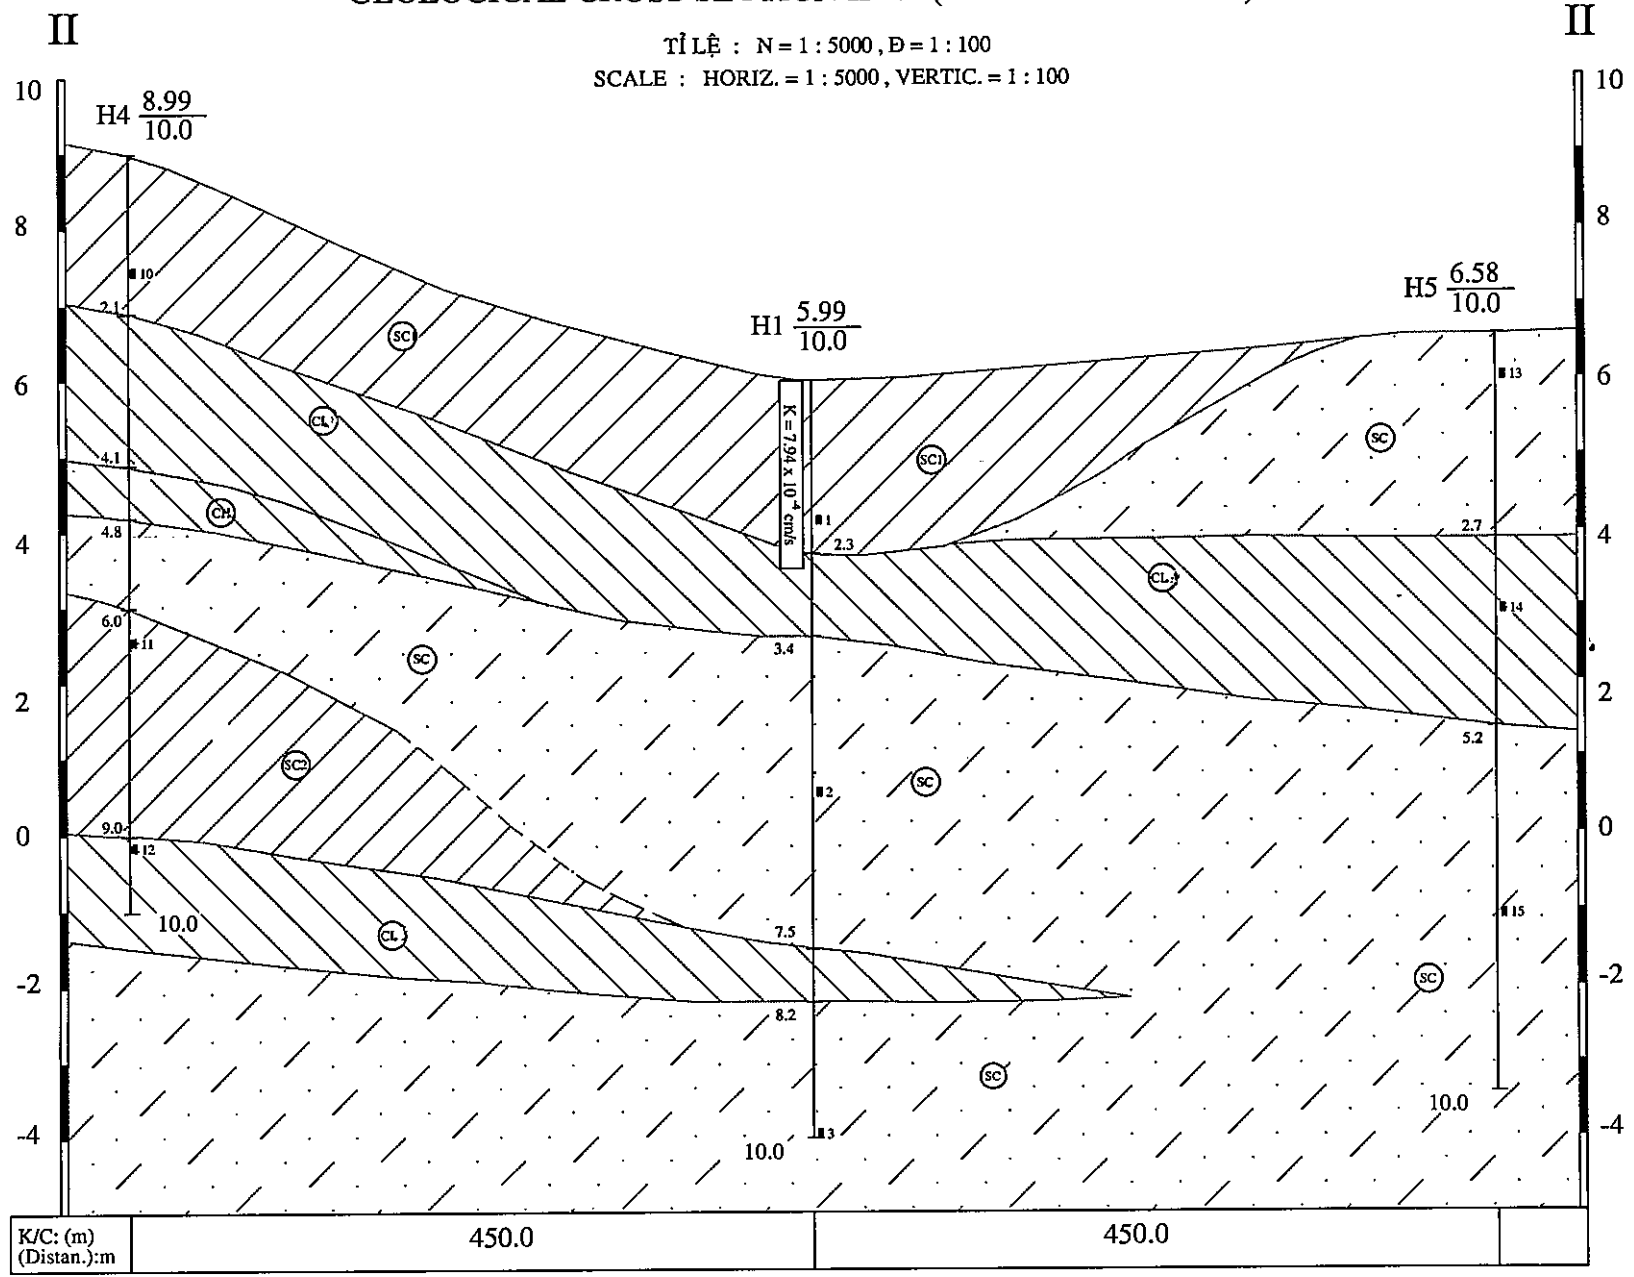 II
II
TỈ LỆ : N = 1 : 5000 , Đ = 1 : 100
SCALE : HORIZ. = 1 : 5000 , VERTIC. = 1 : 100
10
10
H4 8.99
10.0
8
8
H5 6.58
10.0
10
2.1
SC1
H1 5.99
10.0
6
6
13
CL
K = 7.94 x 10⁻⁴ cm/s
SC1
SC
4.1
CH
1
4.8
4
2.3
2.7
4
CL
14
6.0
11
SC
3.4
2
2
5.2
SC2
2
SC
9.0
0
0
12
10.0
CL
7.5
15
-2
SC
-2
8.2
SC
10.0
-4
3
-4
10.0
K/C: (m)
(Distan.):m
450.0
450.0